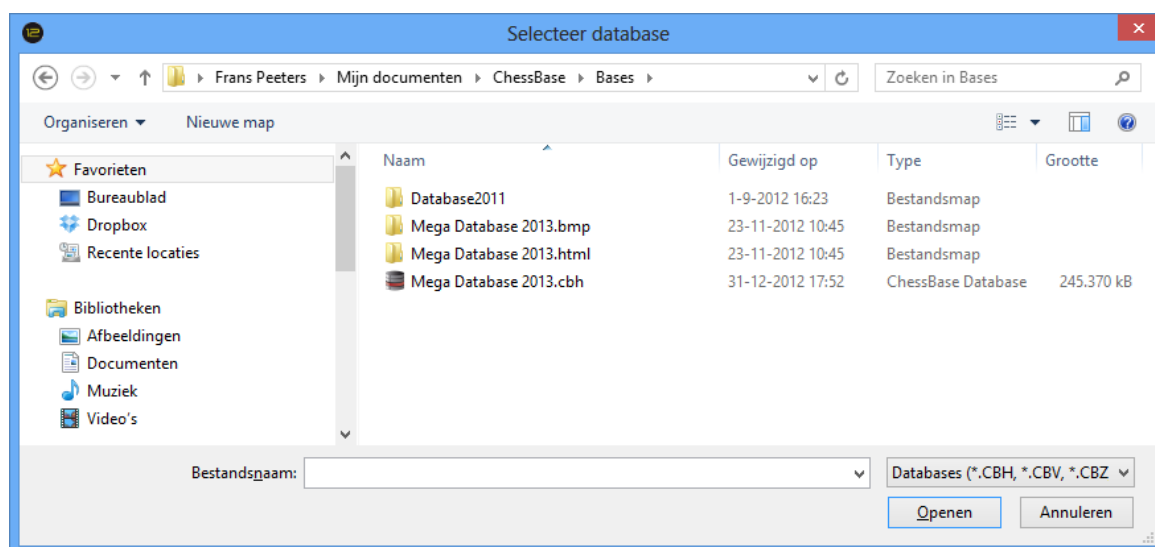 12 Selecteer database
Frans Peeters Mijn documenten ChessBase Bases Zoeken in Bases
Organiseren Nieuwe map
Naam Gewijzigd op Type Grootte
Favorieten
Bureaublad Database2011 1-9-2012 16:23 Bestandsmap
Dropbox Mega Database 2013.bmp 23-11-2012 10:45 Bestandsmap
Recente locaties Mega Database 2013.html 23-11-2012 10:45 Bestandsmap
Mega Database 2013.cbh 31-12-2012 17:52 ChessBase Database 245.370 kB
Bibliotheken
Afbeeldingen
Documenten
Muziek
Video's
Bestandsnaam: Databases (*.CBH, *.CBV, *.CBZ
Openen Annuleren